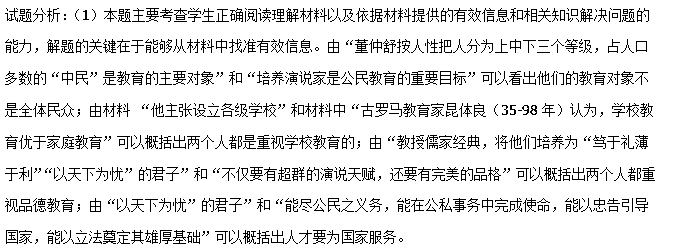 试题分析：（1）本题主要考查学生正确阅读理解材料以及依据材料提供的有效信息和相关知识解决问题的
能力，解题的关键在于能够从材料中找准有效信息。由“董仲舒按人性把人分为上中下三个等级，占人口
多数的“中民”是教育的主要对象”和“培养演说家是公民教育的重要目标”可以看出他们的教育对象不
是全体民众；由材料 “他主张设立各级学校”和材料中“古罗马教育家昆体良（35-98 年）认为，学校教
育优于家庭教育”可以概括出两个人都是重视学校教育的；由“教授儒家经典，将他们培养为“笃于礼薄
于利”“以天下为忧”的君子”和“不仅要有超群的演说天赋，还要有完美的品格”可以概括出两个人都重
视品德教育；由“以天下为忧”的君子”和“能尽公民之义务，能在公私事务中完成使命，能以忠告引导
国家，能以立法奠定其雄厚基础”可以概括出人才要为国家服务。